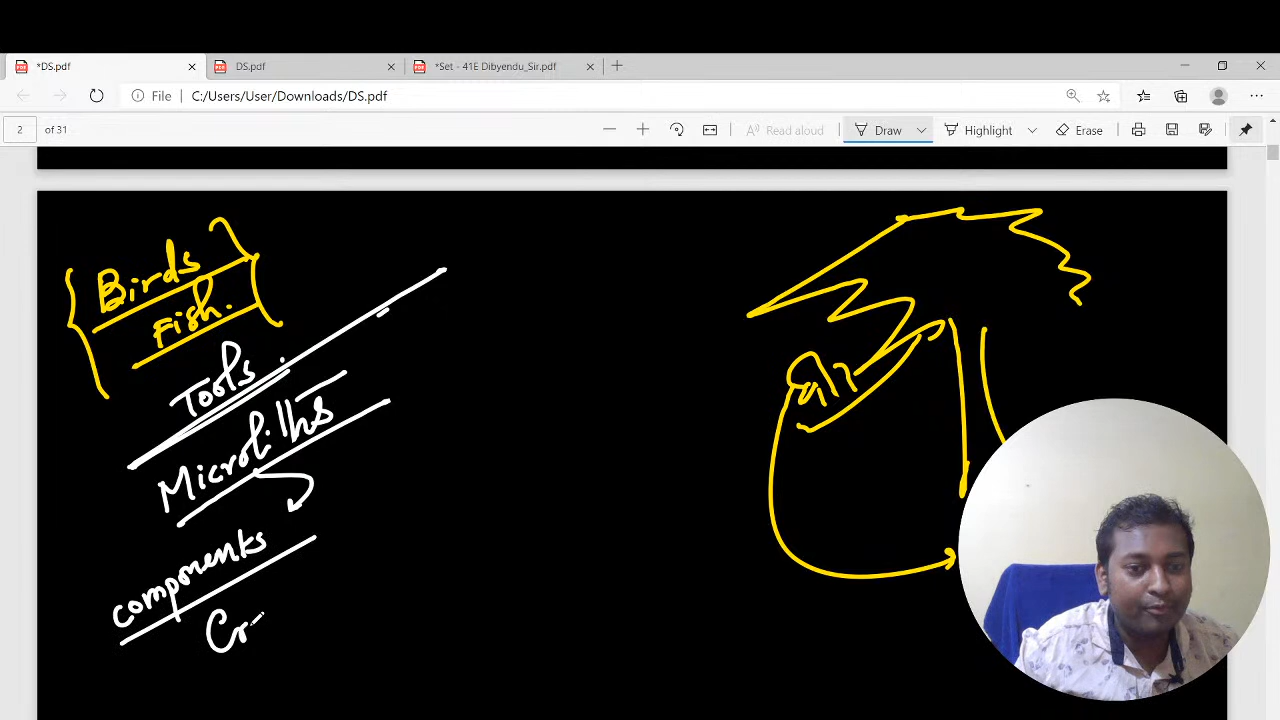 *DS.pdf
DS.pdf
*Set - 41E Dibyendu_Sir.pdf
File
C:/Users/User/Downloads/DS.pdf
2 of 31
Read aloud
Draw
Highlight
Erase
Birds
Fish.
Tools
Microliths
components